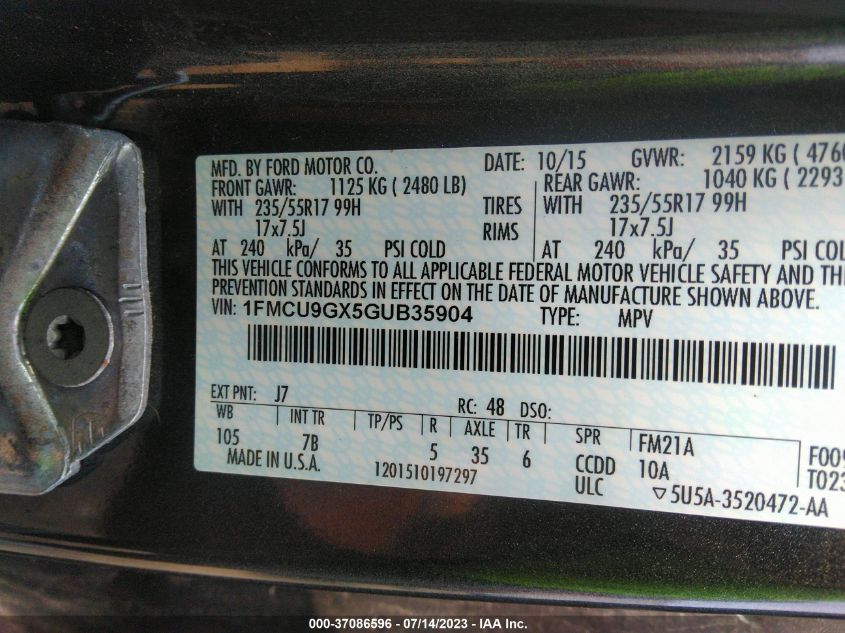 MFD. BY FORD MOTOR CO. DATE: 10/15 GVWR: 2159 KG ( 4760
FRONT GAWR: 1125 KG ( 2480 LB) REAR GAWR: 1040 KG ( 2293
WITH 235/55R17 99H TIRES WITH 235/55R17 99H
17x7.5J RIMS 17x7.5J
AT 240 kPa/ 35 PSI COLD AT 240 kPa/ 35 PSI COL
THIS VEHICLE CONFORMS TO ALL APPLICABLE FEDERAL MOTOR VEHICLE SAFETY AND THE
PREVENTION STANDARDS IN EFFECT ON THE DATE OF MANUFACTURE SHOWN ABOVE.
VIN: 1FMCU9GX5GUB35904 TYPE: MPV
EXT PNT: J7 RC: 48 DSO:
WB INT TR TP/PS R AXLE TR SPR FM21A
105 7B 5 35 6 CCDD 10A F009
MADE IN U.S.A. 1201510197297 ULC ▽5U5A-3520472-AA T023
000-37086596 - 07/14/2023 - IAA Inc.